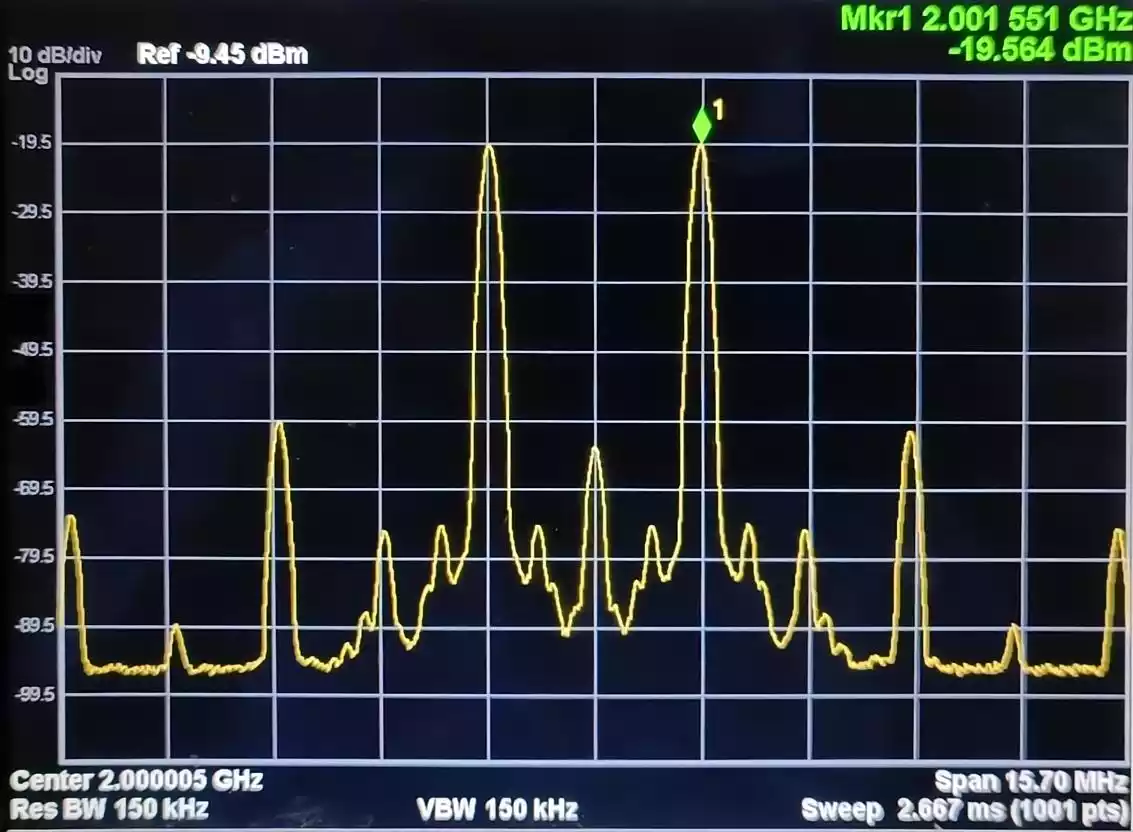 Mkr1 2.001 551 GHz
-19.564 dBm
10 dB/div Ref -9.45 dBm
Log
1
-19.5
-29.5
-39.5
-49.5
-59.5
-69.5
-79.5
-89.5
-99.5
Center 2.000005 GHz Span 15.70 MHz
Res BW 150 kHz VBW 150 kHz Sweep 2.667 ms (1001 pts)